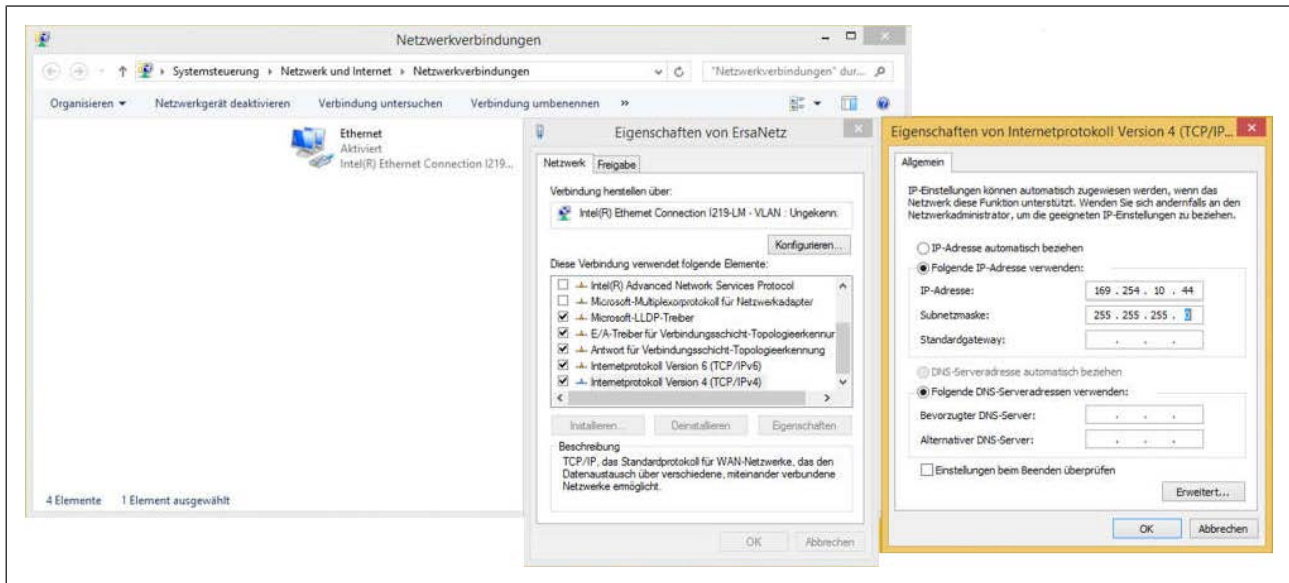 Netzwerkverbindungen
Systemsteuerung Netzwerk und Internet Netzwerkverbindungen
"Netzwerkverbindungen" dur...
Organisieren Netzwerkgerät deaktivieren Verbindung untersuchen Verbindung umbenennen »
Ethernet
Aktiviert
Intel(R) Ethernet Connection I219...
4 Elemente 1 Element ausgewählt
Eigenschaften von ErsaNetz
Netzwerk Freigabe
Verbindung herstellen über:
Intel(R) Ethernet Connection I219-LM - VLAN : Ungekenn.
Konfigurieren...
Diese Verbindung verwendet folgende Elemente:
Intel(R) Advanced Network Services Protocol
Microsoft-Multiplexorprotokoll für Netzwerkadapter
Microsoft-LLDP-Treiber
E/A-Treiber für Verbindungsschicht-Topologieerkennur
Antwort für Verbindungsschicht-Topologieerkennung
Internetprotokoll Version 6 (TCP/IPv6)
Internetprotokoll Version 4 (TCP/IPv4)
Installieren... Deinstallieren Eigenschaften
Beschreibung
TCP/IP, das Standardprotokoll für WAN-Netzwerke, das den
Datenaustausch über verschiedene, miteinander verbundene
Netzwerke ermöglicht.
OK Abbrechen
Eigenschaften von Internetprotokoll Version 4 (TCP/IP...
Allgemein
IP-Einstellungen können automatisch zugewiesen werden, wenn das
Netzwerk diese Funktion unterstützt. Wenden Sie sich andernfalls an den
Netzwerkadministrator, um die geeigneten IP-Einstellungen zu beziehen.
IP-Adresse automatisch beziehen
Folgende IP-Adresse verwenden:
IP-Adresse: 169 . 254 . 10 . 44
Subnetzmaske: 255 . 255 . 255 . 0
Standardgateway: . . .
DNS-Serveradresse automatisch beziehen
Folgende DNS-Serveradressen verwenden:
Bevorzugter DNS-Server: . . .
Alternativer DNS-Server: . . .
Einstellungen beim Beenden überprüfen
Erweitert...
OK Abbrechen